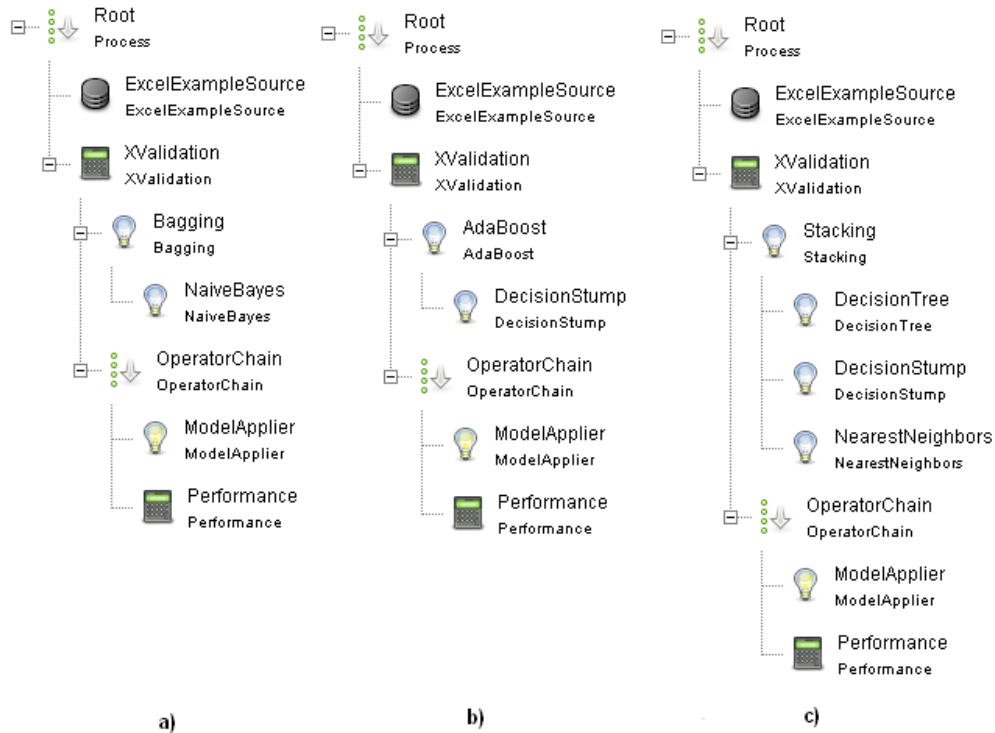 Root
Process
ExcelExampleSource
ExcelExampleSource
XValidation
XValidation
Bagging
Bagging
NaiveBayes
NaiveBayes
OperatorChain
OperatorChain
ModelApplier
ModelApplier
Performance
Performance
a)
Root
Process
ExcelExampleSource
ExcelExampleSource
XValidation
XValidation
AdaBoost
AdaBoost
DecisionStump
DecisionStump
OperatorChain
OperatorChain
ModelApplier
ModelApplier
Performance
Performance
b)
Root
Process
ExcelExampleSource
ExcelExampleSource
XValidation
XValidation
Stacking
Stacking
DecisionTree
DecisionTree
DecisionStump
DecisionStump
NearestNeighbors
NearestNeighbors
OperatorChain
OperatorChain
ModelApplier
ModelApplier
Performance
Performance
c)